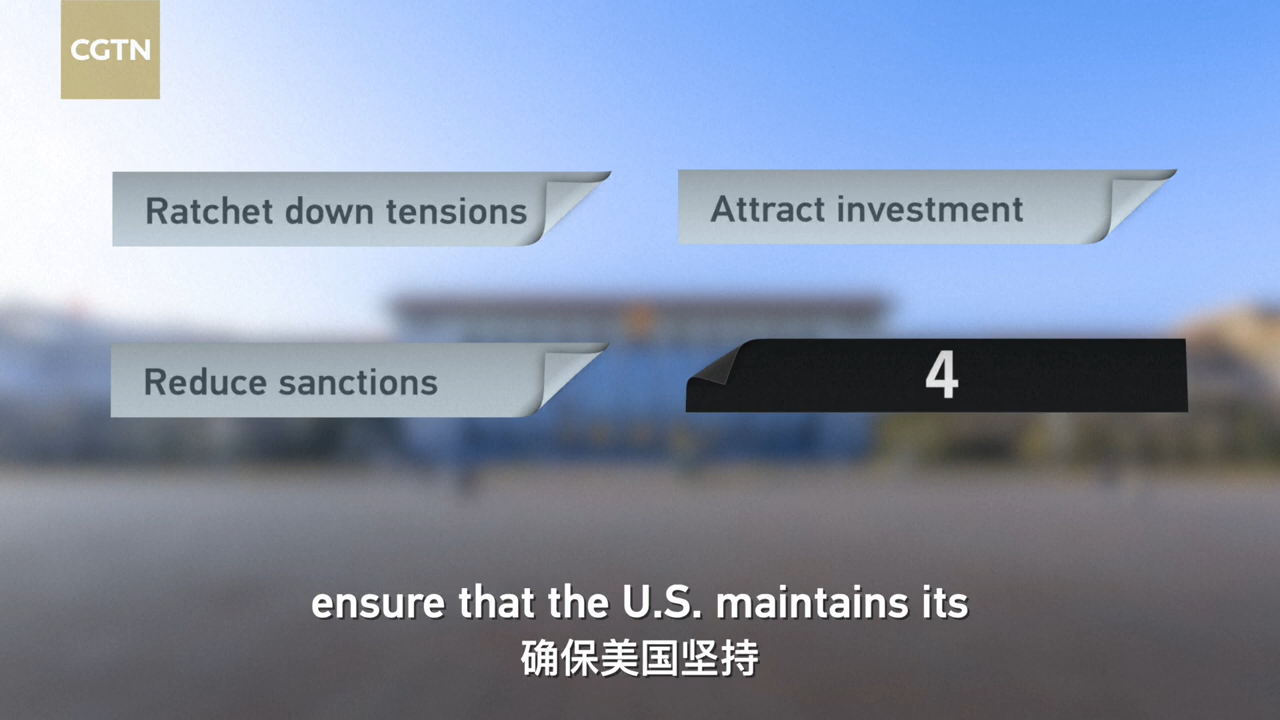 CGTN
Ratchet down tensions
Attract investment
Reduce sanctions
4
ensure that the U.S. maintains its
确保美国坚持